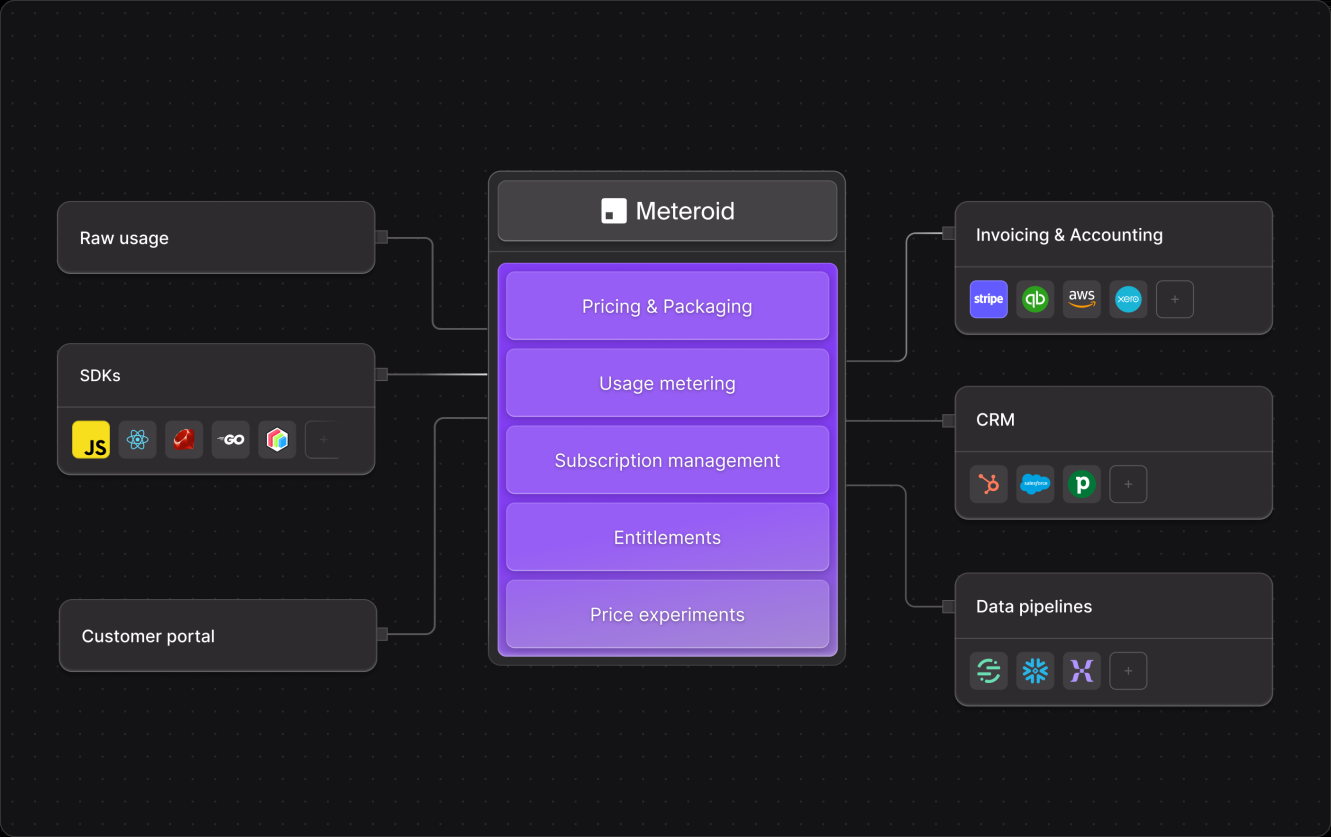 Raw usage
SDKs
JS
GO
Customer portal
Meteroid
Pricing & Packaging
Usage metering
Subscription management
Entitlements
Price experiments
Invoicing & Accounting
stripe
qb
aws
xero
CRM
salesforce
p
Data pipelines